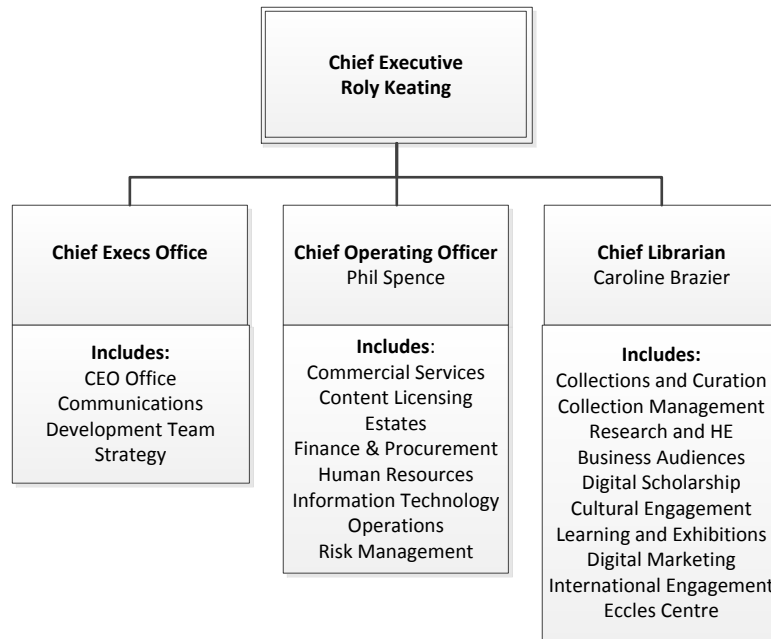 Chief Executive
Roly Keating
Chief Execs Office
Chief Operating Officer
Phil Spence
Chief Librarian
Caroline Brazier
Includes:
CEO Office
Communications
Development Team
Strategy
Includes:
Commercial Services
Content Licensing
Estates
Finance & Procurement
Human Resources
Information Technology
Operations
Risk Management
Includes:
Collections and Curation
Collection Management
Research and HE
Business Audiences
Digital Scholarship
Cultural Engagement
Learning and Exhibitions
Digital Marketing
International Engagement
Eccles Centre